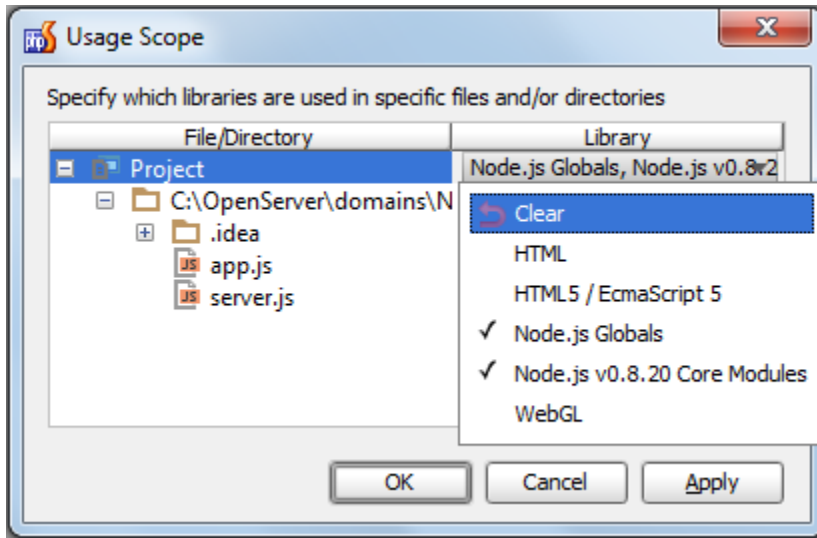 Usage Scope
Specify which libraries are used in specific files and/or directories
File/Directory Library
Project Node.js Globals, Node.js v0.8.2
C:\OpenServer\domains\N
Clear
.idea
HTML
app.js
HTML5 / EcmaScript 5
server.js
Node.js Globals
Node.js v0.8.20 Core Modules
WebGL
OK Cancel Apply